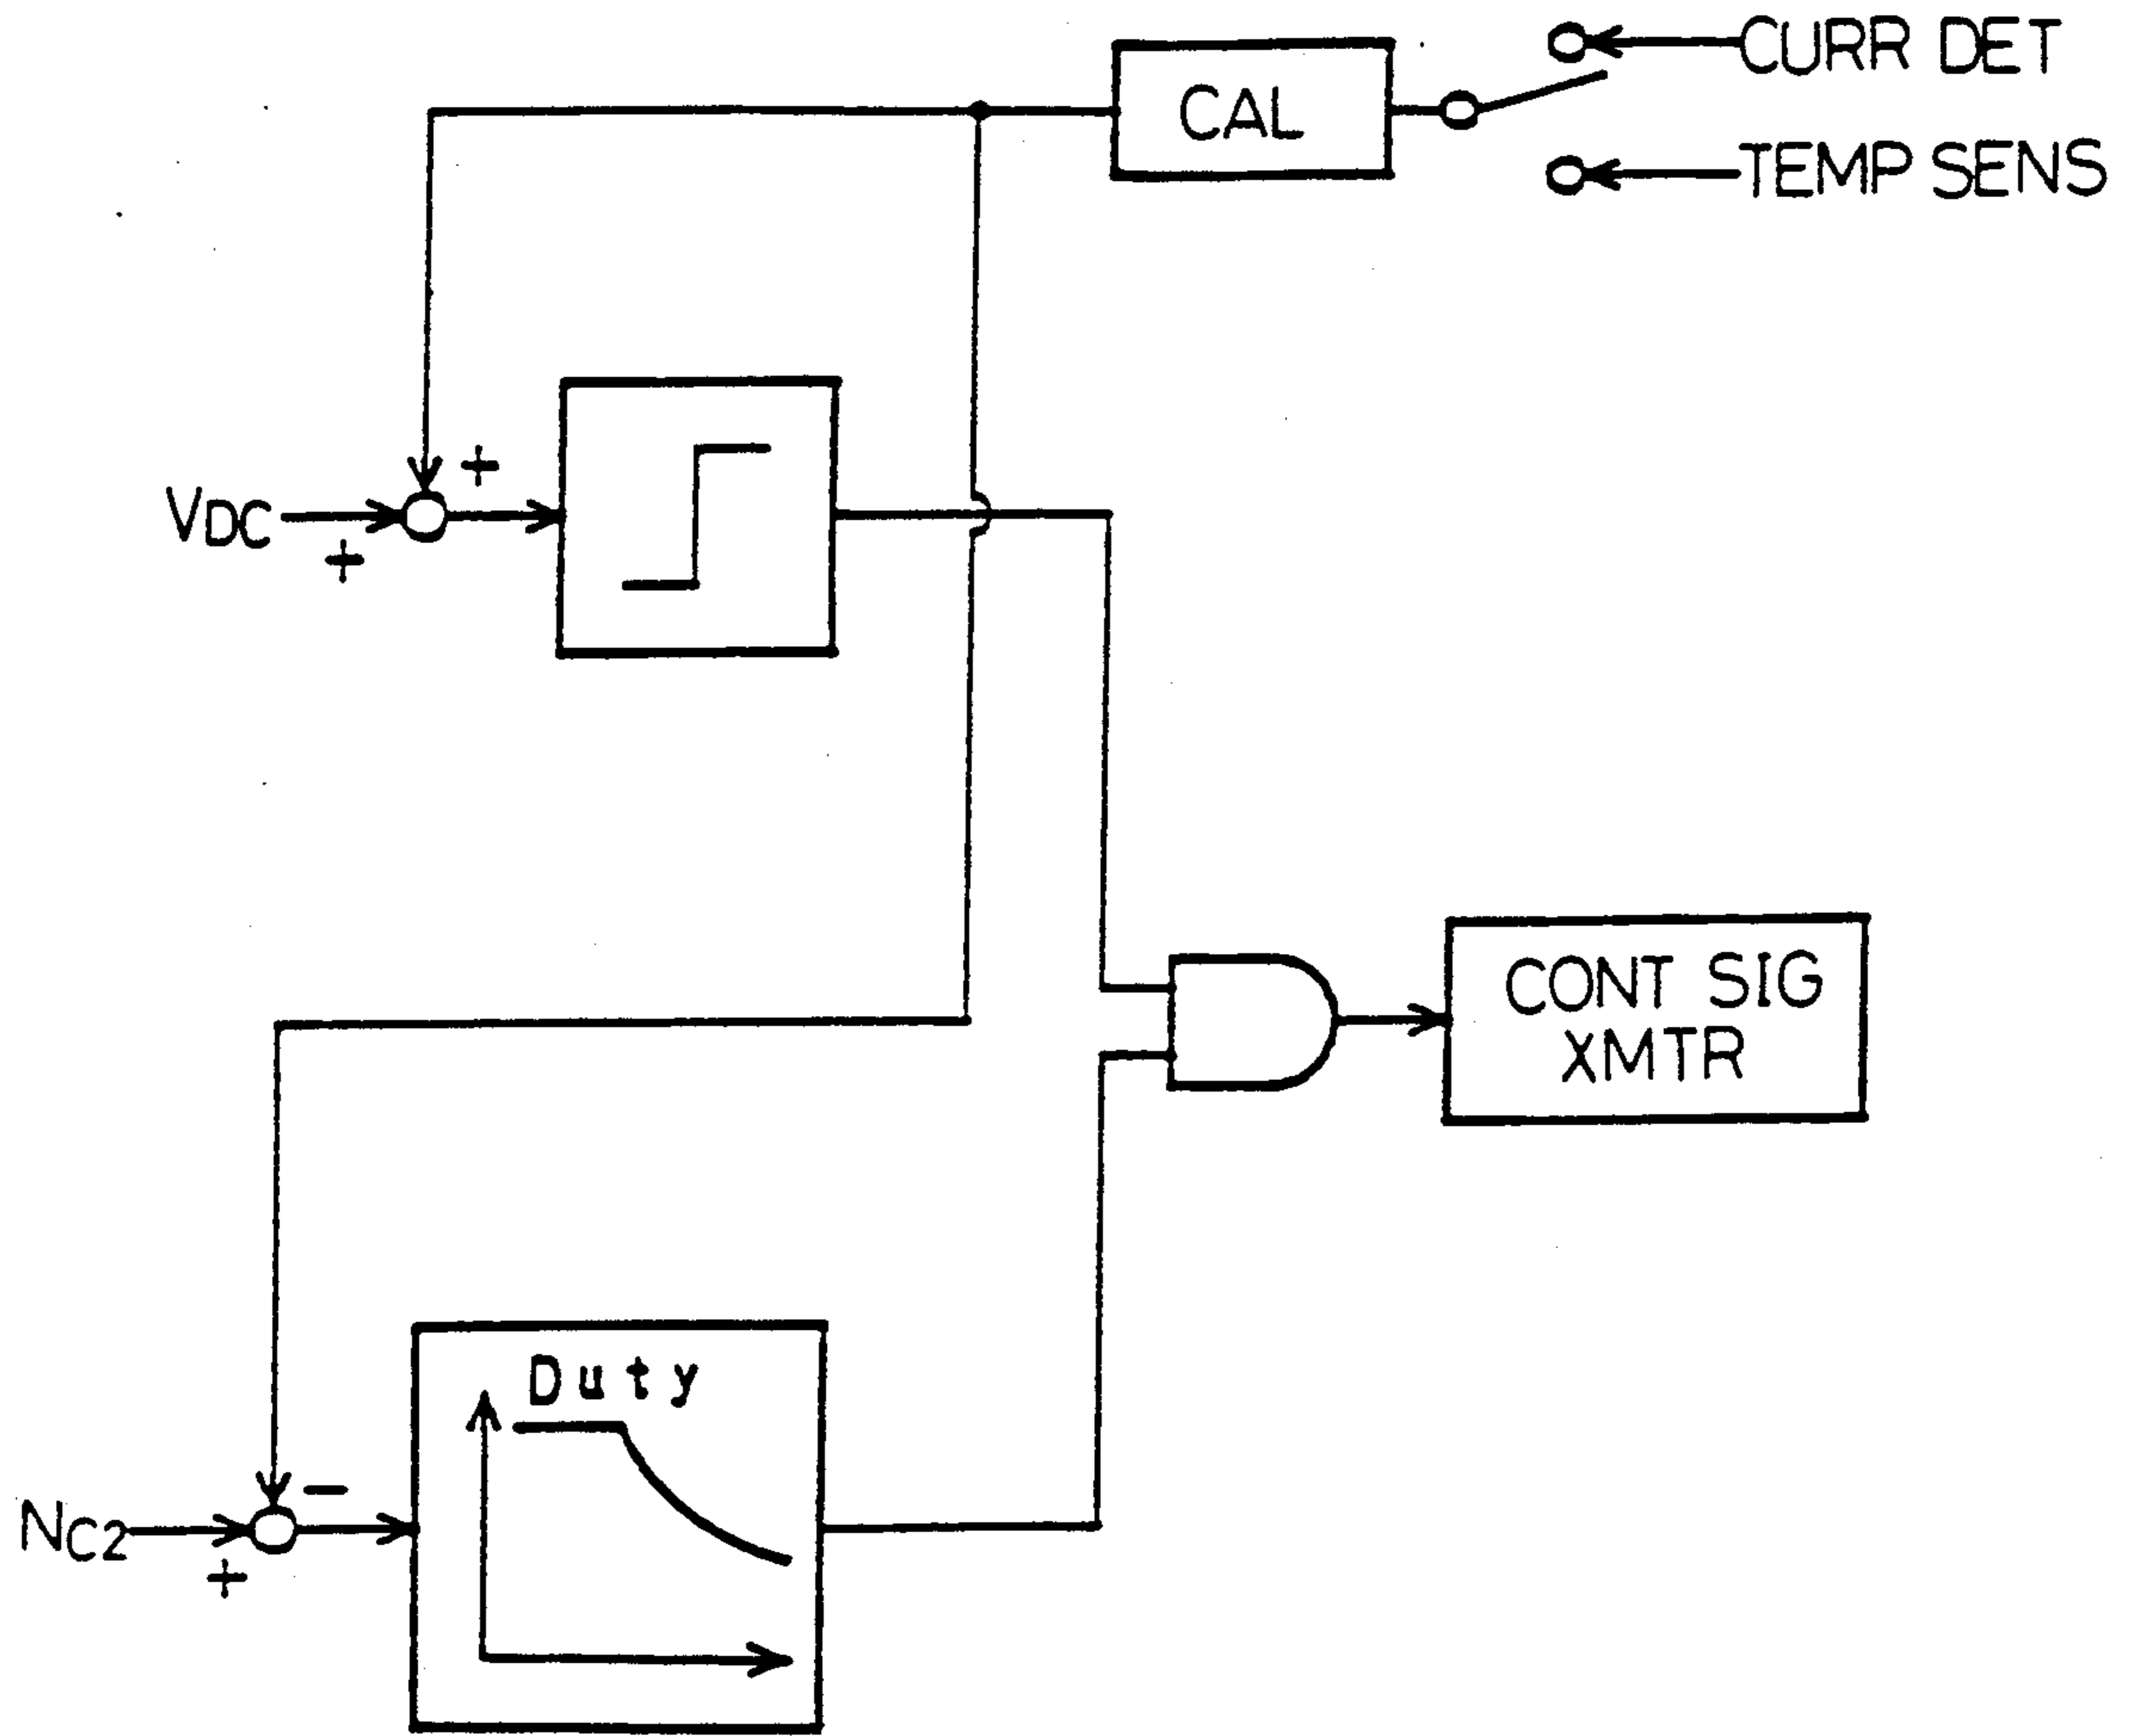 CURR DET
CAL
TEMP SENS
+
VDC
+
CONT SIG
XMTR
Duty
−
NC2
+